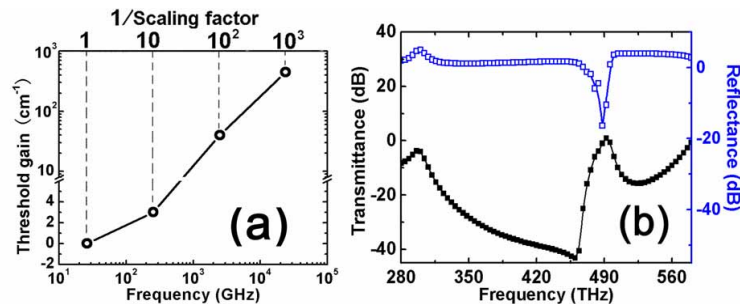 1/Scaling factor
1 10 10² 10³
Threshold gain (cm⁻¹)
10³
10²
10
4
2
0
-2
10¹ 10² 10³ 10⁴ 10⁵
Frequency (GHz)
(a)
Transmittance (dB)
40
20
0
-20
-40
280 350 420 490 560
Frequency (THz)
(b)
0
-20
-40
Reflectance (dB)